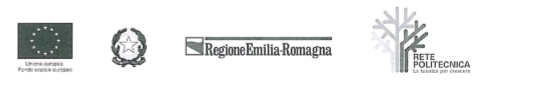 Unione europea
Fondo sociale europeo
RegioneEmilia-Romagna
RETE
POLITECNICA
La tecnica per crescere